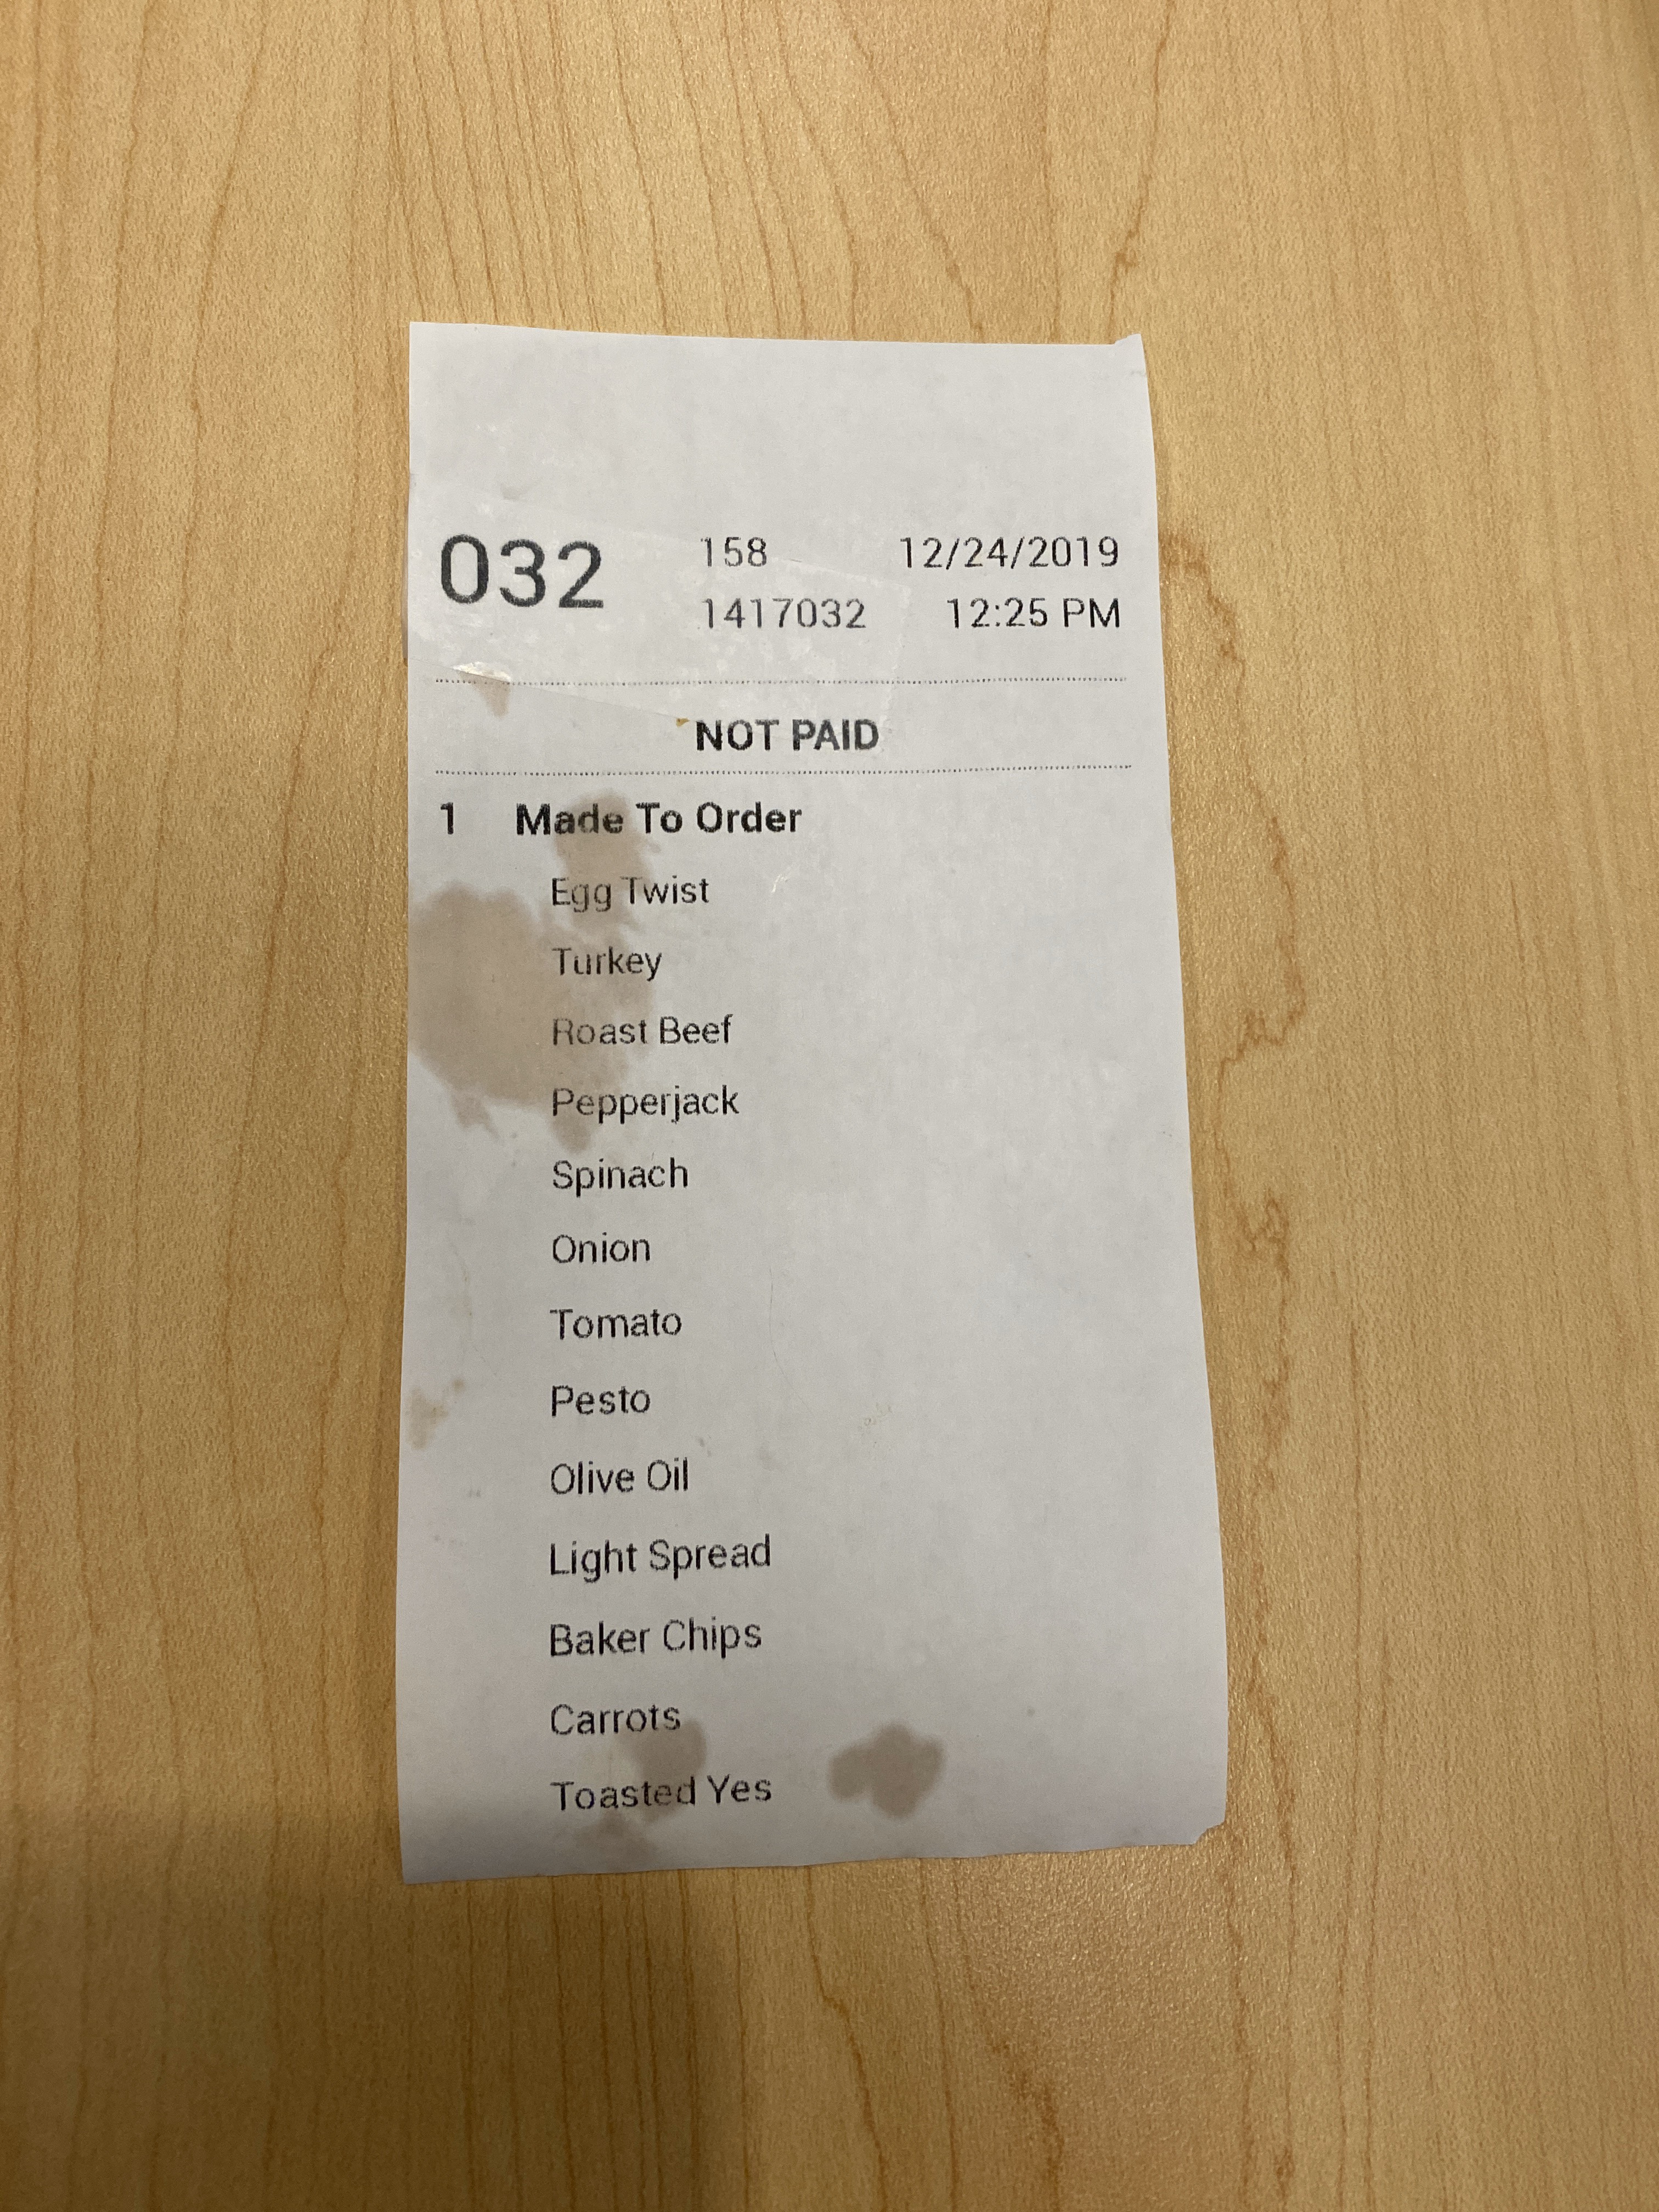 032 158 12/24/2019
1417032 12:25 PM
NOT PAID
1 Made To Order
Egg Twist
Turkey
Roast Beef
Pepperjack
Spinach
Onion
Tomato
Pesto
Olive Oil
Light Spread
Baker Chips
Carrots
Toasted Yes